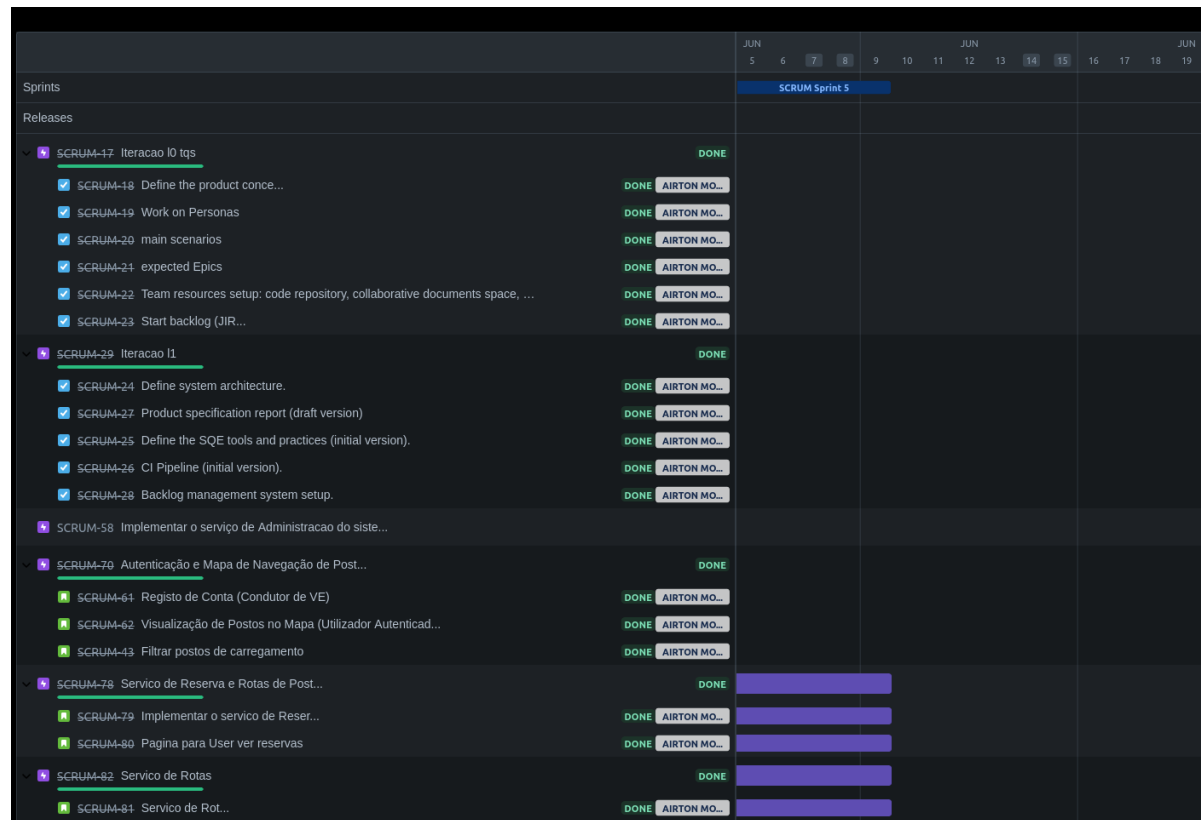 JUN JUN JUN
5 6 7 8 9 10 11 12 13 14 15 16 17 18 19
Sprints SCRUM Sprint 5
Releases
SCRUM-17 Iteracao l0 tqs DONE
SCRUM-18 Define the product conce... DONE AIRTON MO...
SCRUM-19 Work on Personas DONE AIRTON MO...
SCRUM-20 main scenarios DONE AIRTON MO...
SCRUM-21 expected Epics DONE AIRTON MO...
SCRUM-22 Team resources setup: code repository, collaborative documents space, ... DONE AIRTON MO...
SCRUM-23 Start backlog (JIR... DONE AIRTON MO...
SCRUM-29 Iteracao l1 DONE
SCRUM-24 Define system architecture. DONE AIRTON MO...
SCRUM-27 Product specification report (draft version) DONE AIRTON MO...
SCRUM-25 Define the SQE tools and practices (initial version). DONE AIRTON MO...
SCRUM-26 CI Pipeline (initial version). DONE AIRTON MO...
SCRUM-28 Backlog management system setup. DONE AIRTON MO...
SCRUM-58 Implementar o serviço de Administracao do siste...
SCRUM-70 Autenticação e Mapa de Navegação de Post... DONE
SCRUM-61 Registo de Conta (Condutor de VE) DONE AIRTON MO...
SCRUM-62 Visualização de Postos no Mapa (Utilizador Autenticad... DONE AIRTON MO...
SCRUM-43 Filtrar postos de carregamento DONE AIRTON MO...
SCRUM-78 Servico de Reserva e Rotas de Post... DONE
SCRUM-79 Implementar o servico de Reser... DONE AIRTON MO...
SCRUM-80 Pagina para User ver reservas DONE AIRTON MO...
SCRUM-82 Servico de Rotas DONE
SCRUM-81 Servico de Rot... DONE AIRTON MO...